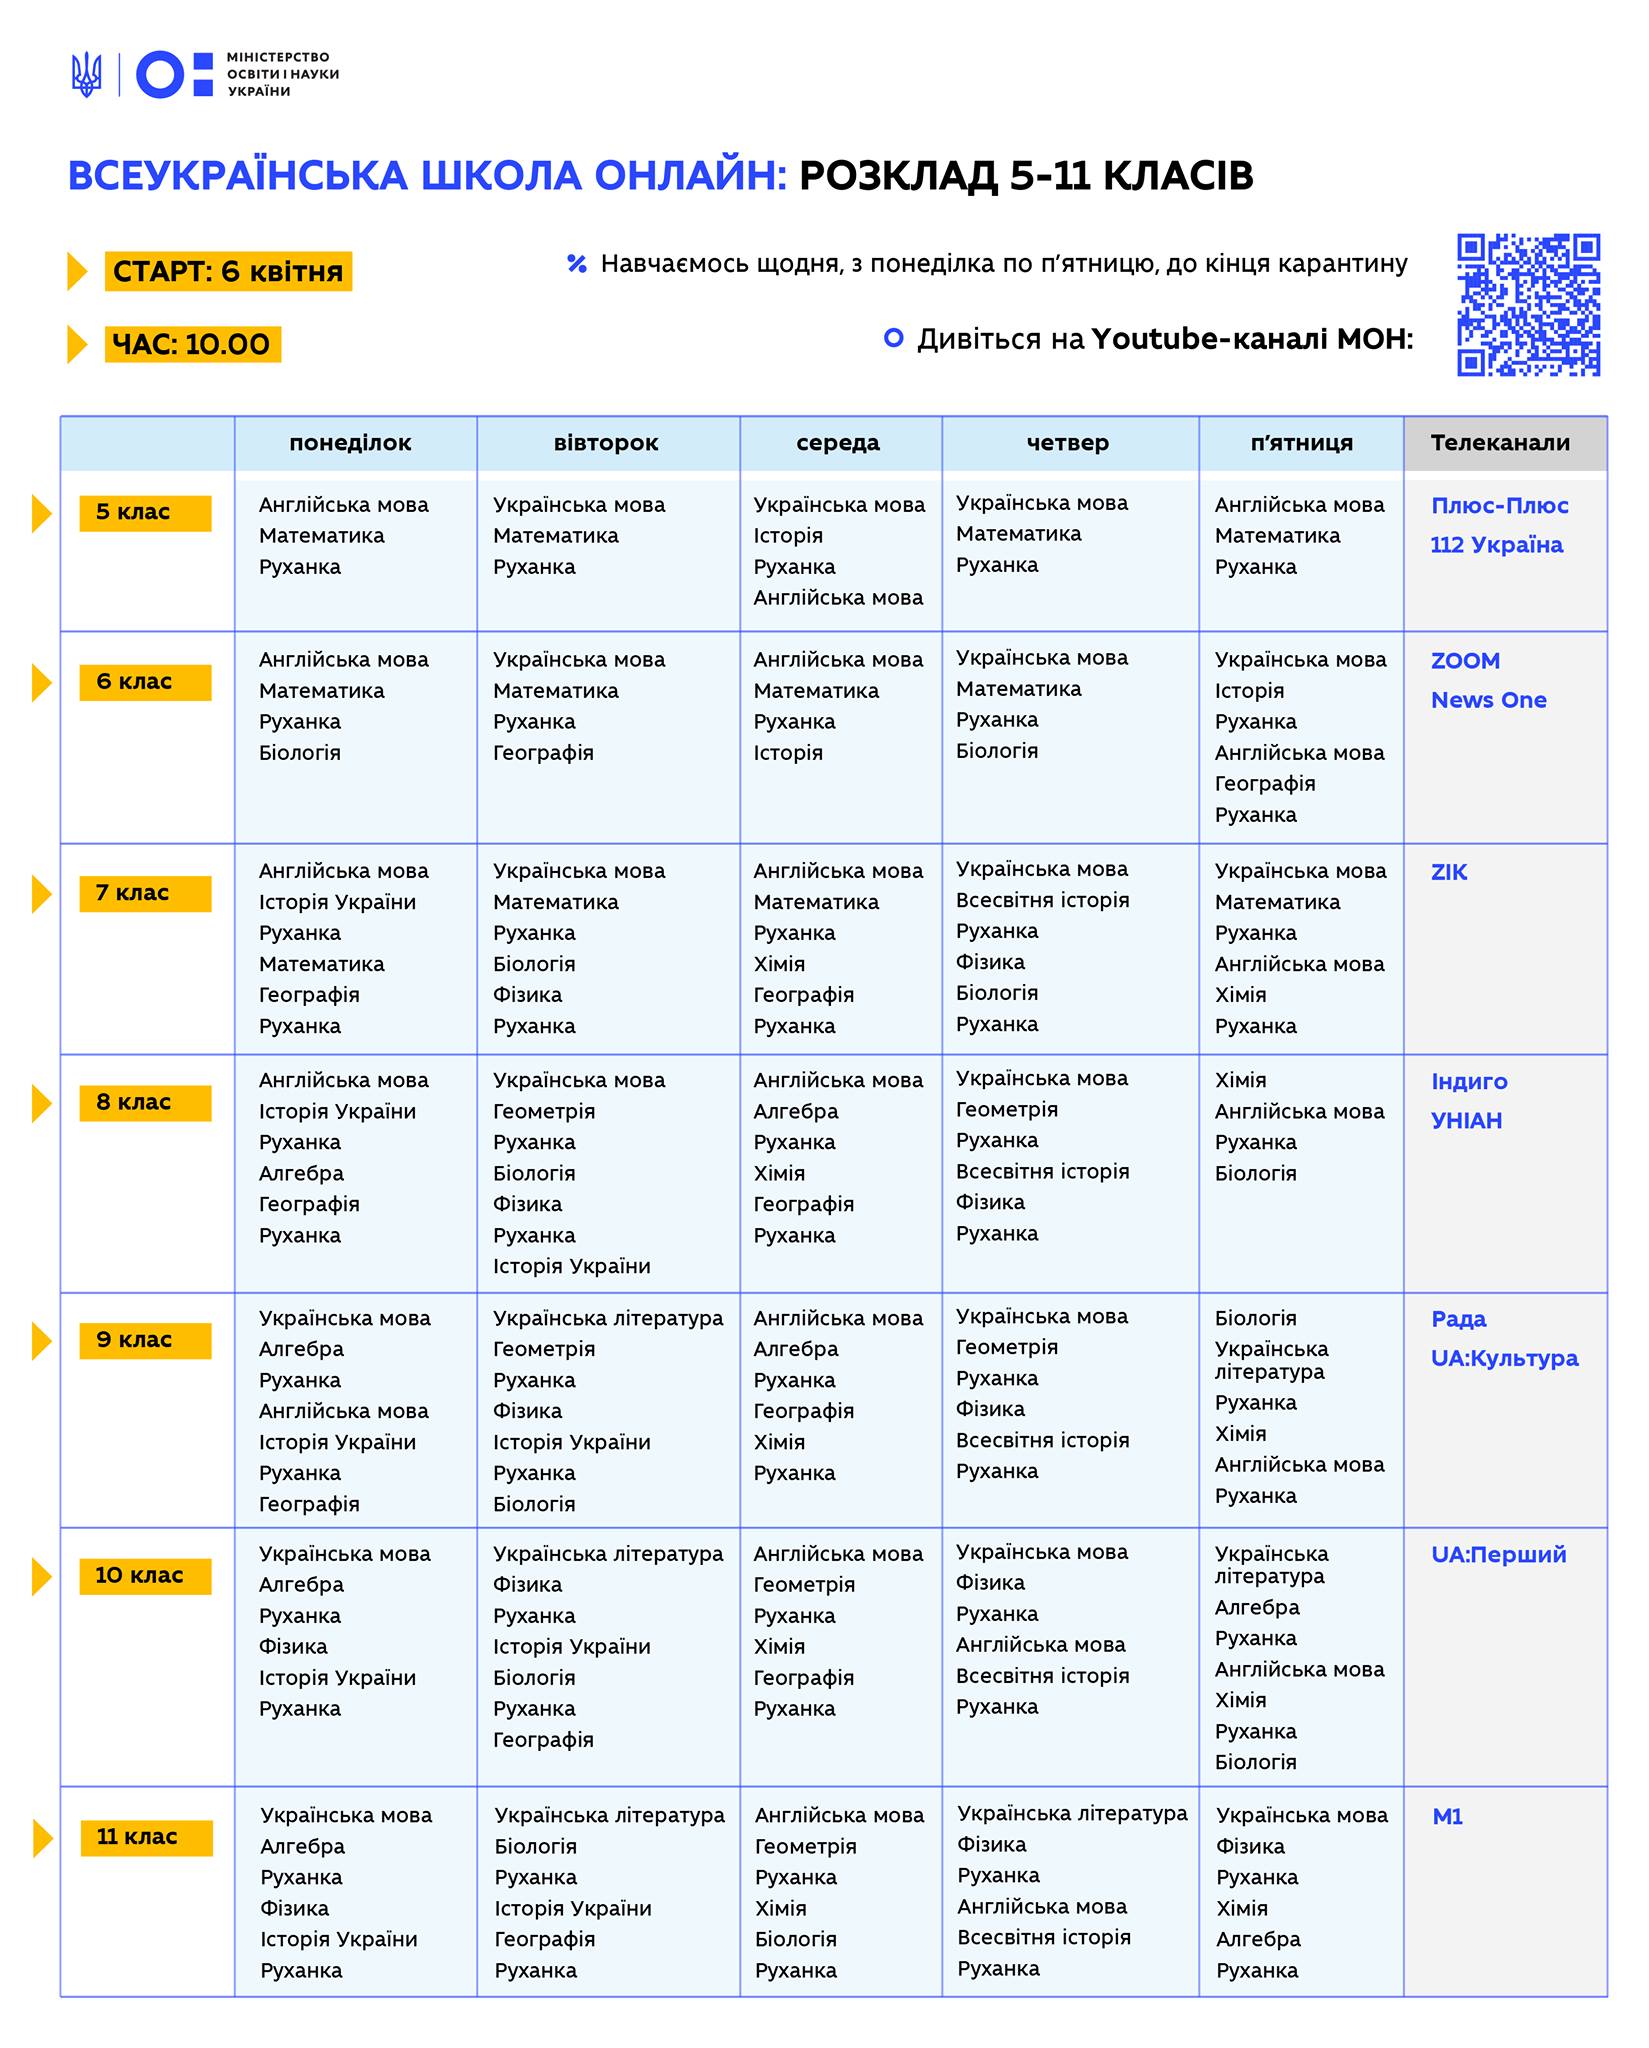 МІНІСТЕРСТВО
ОСВІТИ І НАУКИ
УКРАЇНИ
ВСЕУКРАЇНСЬКА ШКОЛА ОНЛАЙН: РОЗКЛАД 5-11 КЛАСІВ
СТАРТ: 6 квітня
Навчаємось щодня, з понеділка по п'ятницю, до кінця карантину
ЧАС: 10.00
Дивіться на Youtube-каналі МОН:
понеділок
вівторок
середа
четвер
п'ятниця
Телеканали
5 клас
Англійська мова
Математика
Руханка
Українська мова
Математика
Руханка
Українська мова
Історія
Руханка
Англійська мова
Українська мова
Математика
Руханка
Англійська мова
Математика
Руханка
Плюс-Плюс
112 Україна
6 клас
Англійська мова
Математика
Руханка
Біологія
Українська мова
Математика
Руханка
Географія
Англійська мова
Математика
Руханка
Історія
Українська мова
Математика
Руханка
Біологія
Українська мова
Історія
Руханка
Англійська мова
Географія
Руханка
ZOOM
News One
7 клас
Англійська мова
Історія України
Руханка
Математика
Географія
Руханка
Українська мова
Математика
Руханка
Біологія
Фізика
Руханка
Англійська мова
Математика
Руханка
Хімія
Географія
Руханка
Українська мова
Всесвітня історія
Руханка
Фізика
Біологія
Руханка
Українська мова
Математика
Руханка
Англійська мова
Хімія
Руханка
ZIK
8 клас
Англійська мова
Історія України
Руханка
Алгебра
Географія
Руханка
Українська мова
Геометрія
Руханка
Біологія
Фізика
Руханка
Історія України
Англійська мова
Алгебра
Руханка
Хімія
Географія
Руханка
Українська мова
Геометрія
Руханка
Всесвітня історія
Фізика
Руханка
Хімія
Англійська мова
Руханка
Біологія
Індиго
УНІАН
9 клас
Українська мова
Алгебра
Руханка
Англійська мова
Історія України
Руханка
Географія
Українська література
Геометрія
Руханка
Фізика
Історія України
Руханка
Біологія
Англійська мова
Алгебра
Руханка
Географія
Хімія
Руханка
Українська мова
Геометрія
Руханка
Фізика
Всесвітня історія
Руханка
Біологія
Українська
література
Руханка
Хімія
Англійська мова
Руханка
Рада
UA:Культура
10 клас
Українська мова
Алгебра
Руханка
Фізика
Історія України
Руханка
Українська література
Фізика
Руханка
Історія України
Біологія
Руханка
Географія
Англійська мова
Геометрія
Руханка
Хімія
Географія
Руханка
Українська мова
Фізика
Руханка
Англійська мова
Всесвітня історія
Руханка
Українська
література
Алгебра
Руханка
Англійська мова
Хімія
Руханка
Біологія
UA:Перший
11 клас
Українська мова
Алгебра
Руханка
Фізика
Історія України
Руханка
Українська література
Біологія
Руханка
Історія України
Географія
Руханка
Англійська мова
Геометрія
Руханка
Хімія
Біологія
Руханка
Українська література
Фізика
Руханка
Англійська мова
Всесвітня історія
Руханка
Українська мова
Фізика
Руханка
Хімія
Алгебра
Руханка
М1